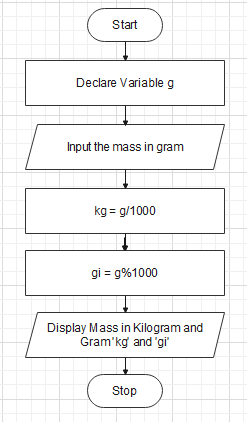 Start
Declare Variable g
Input the mass in gram
kg = g/1000
gi = g%1000
Display Mass in Kilogram and
Gram'kg' and 'gi'
Stop